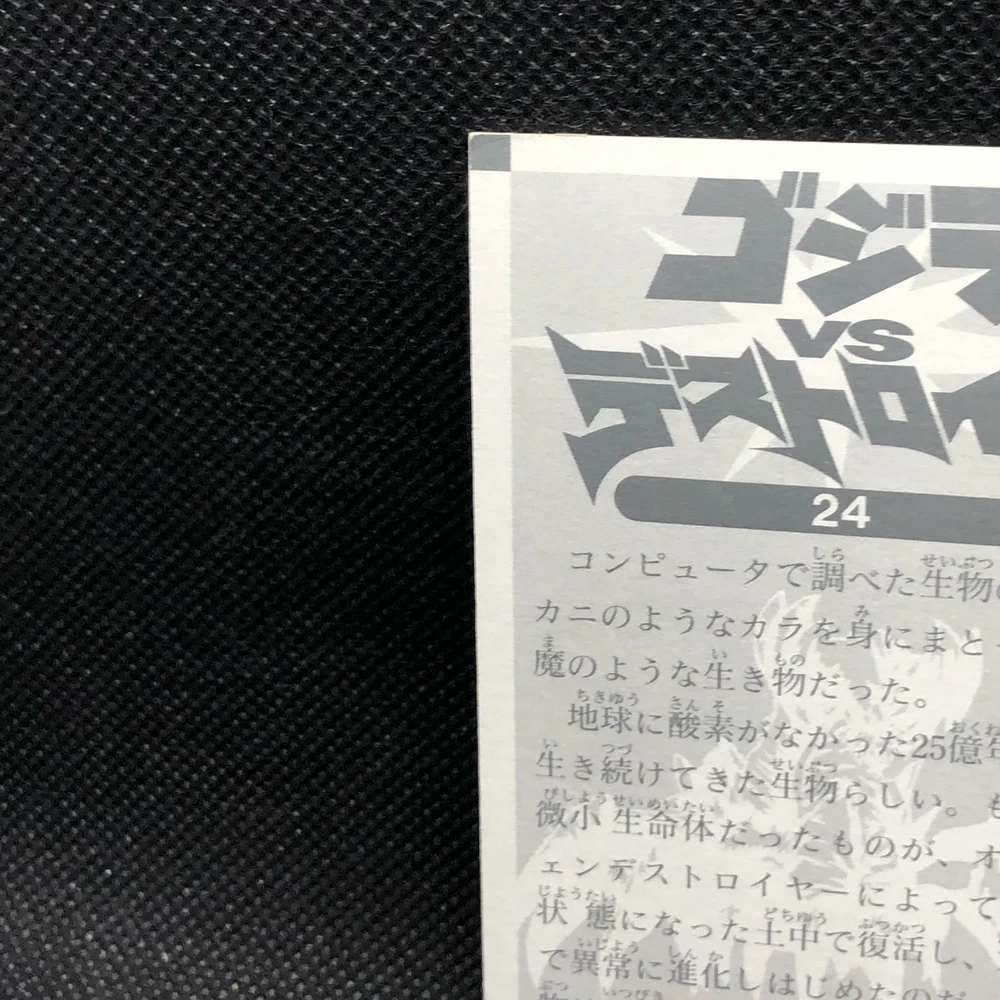 ゴジラ
VS
デストロイ
24
コンピュータで調べた生物の
カニのようなカラを身にまと
魔のような生き物だった。
地球に酸素がなかった25億年
生き続けてきた生物らしい。も
微小生命体だったものが、オ
ェンデストロイヤーによって
状態になった土中で復活し、
で異常に進化しはじめたの